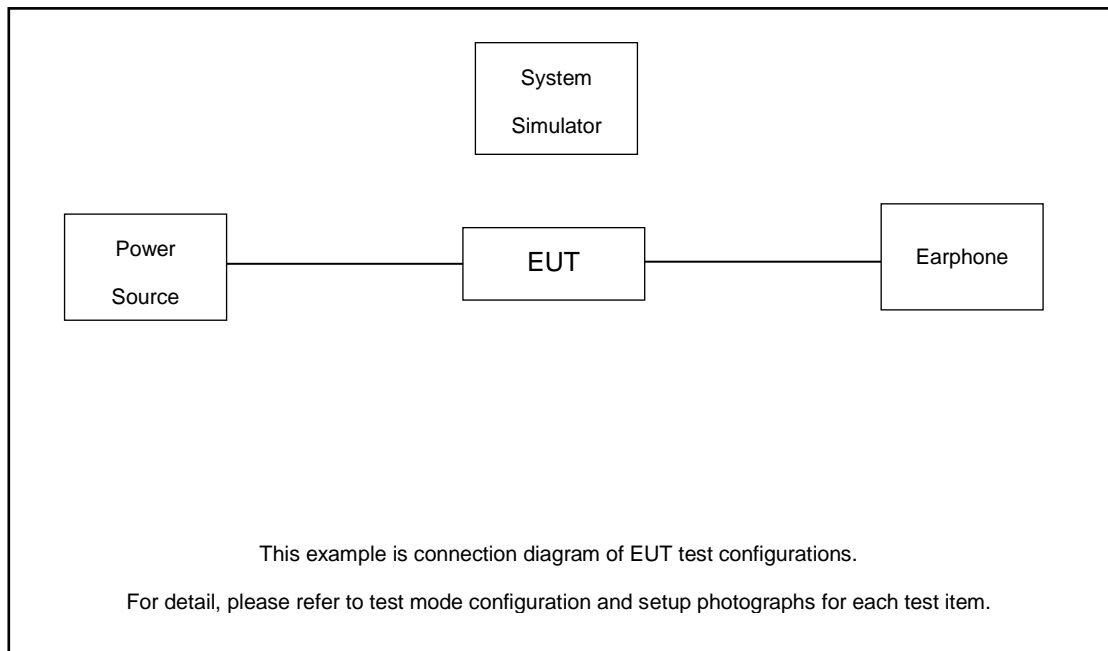 System
Simulator
Power
Source
EUT
Earphone
This example is connection diagram of EUT test configurations.
For detail, please refer to test mode configuration and setup photographs for each test item.